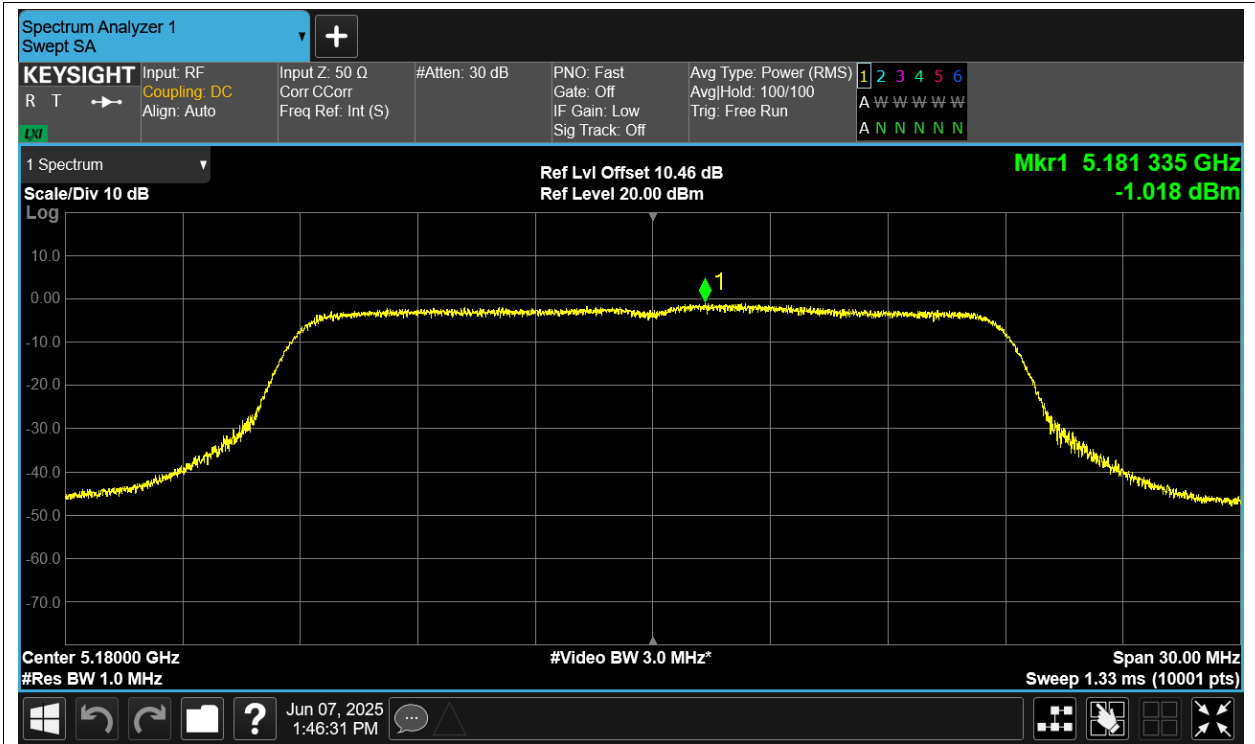 Spectrum Analyzer 1
Swept SA
KEYSIGHT
R T
LXI
Input: RF
Coupling: DC
Align: Auto
Input Z: 50 Ω
Corr CCorr
Freq Ref: Int (S)
#Atten: 30 dB
PNO: Fast
Gate: Off
IF Gain: Low
Sig Track: Off
Avg Type: Power (RMS)
Avg|Hold: 100/100
Trig: Free Run
1 2 3 4 5 6
A W W W W W
A N N N N N
1 Spectrum
Scale/Div 10 dB
Log
Ref Lvl Offset 10.46 dB
Ref Level 20.00 dBm
Mkr1 5.181 335 GHz
-1.018 dBm
1
10.0
0.00
-10.0
-20.0
-30.0
-40.0
-50.0
-60.0
-70.0
Center 5.18000 GHz
#Res BW 1.0 MHz
#Video BW 3.0 MHz*
Span 30.00 MHz
Sweep 1.33 ms (10001 pts)
?
Jun 07, 2025
1:46:31 PM